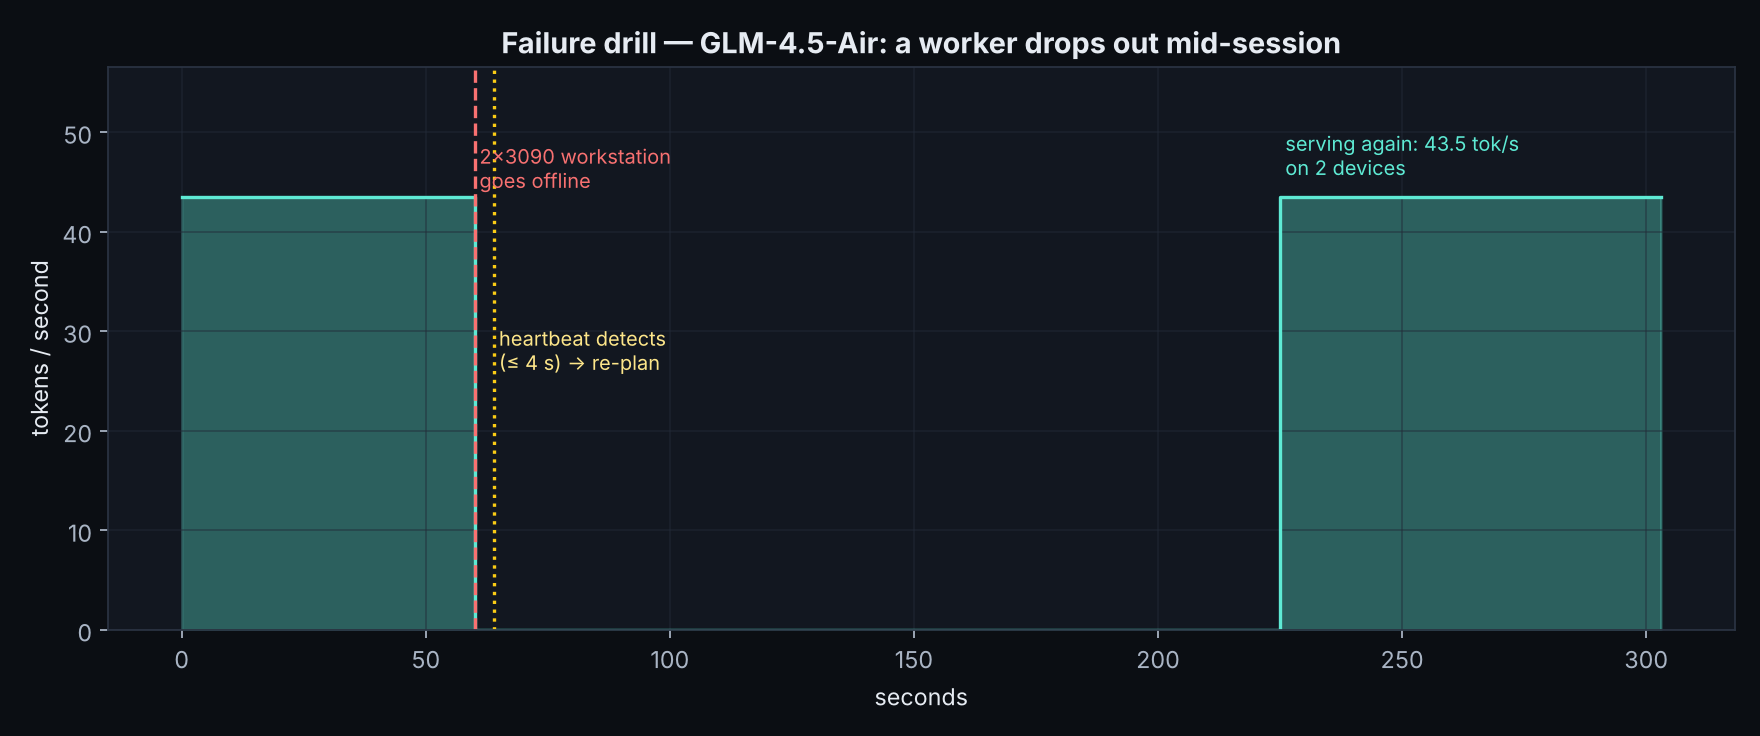 Failure drill — GLM-4.5-Air: a worker drops out mid-session
50
40
30
20
10
0
tokens / second
2×3090 workstation
goes offline
heartbeat detects
(≤ 4 s) → re-plan
serving again: 43.5 tok/s
on 2 devices
0
50
100
150
200
250
300
seconds